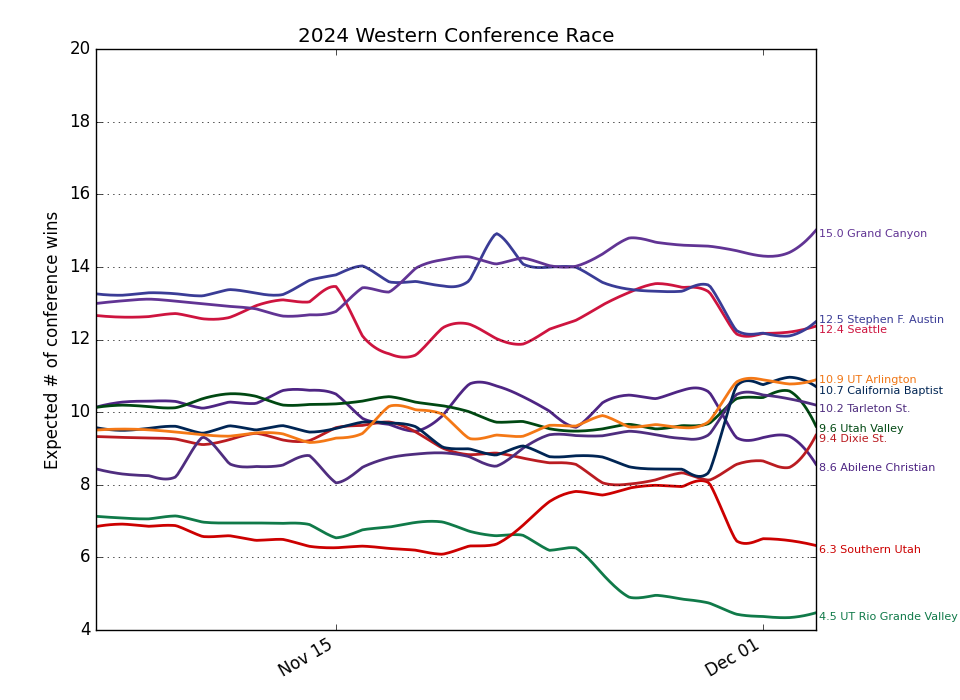 2024 Western Conference Race
Expected # of conference wins
20
18
16
14
12
10
8
6
4
Nov 15
Dec 01
15.0 Grand Canyon
12.5 Stephen F. Austin
12.4 Seattle
10.9 UT Arlington
10.7 California Baptist
10.2 Tarleton St.
9.6 Utah Valley
9.4 Dixie St.
8.6 Abilene Christian
6.3 Southern Utah
4.5 UT Rio Grande Valley